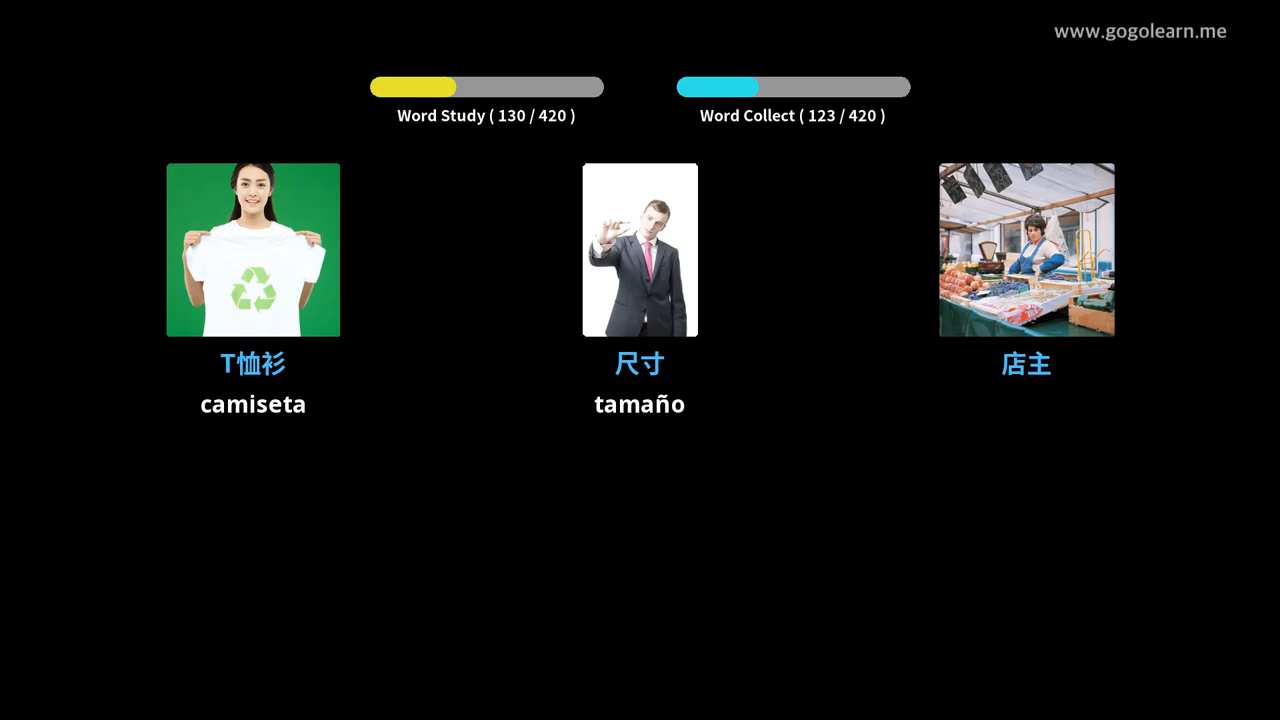 www.gogolearn.me
Word Study ( 130 / 420 )
Word Collect ( 123 / 420 )
T恤衫
尺寸
店主
camiseta
tamaño